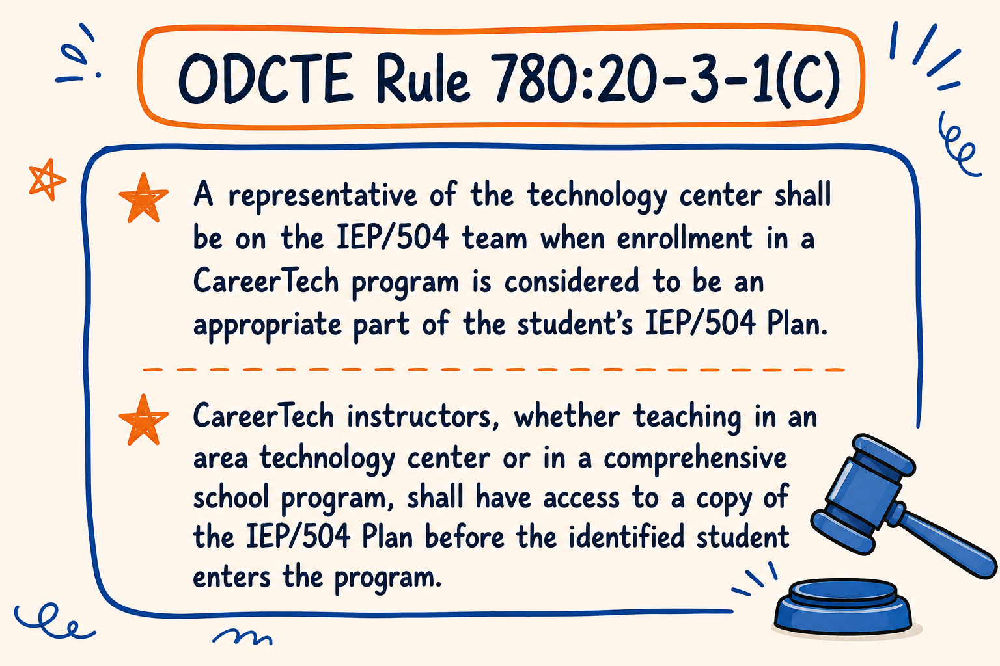 ODCTE Rule 780:20-3-1(C)
A representative of the technology center shall
be on the IEP/504 team when enrollment in a
CareerTech program is considered to be an
appropriate part of the student's IEP/504 Plan.
CareerTech instructors, whether teaching in an
area technology center or in a comprehensive
school program, shall have access to a copy of
the IEP/504 Plan before the identified student
enters the program.